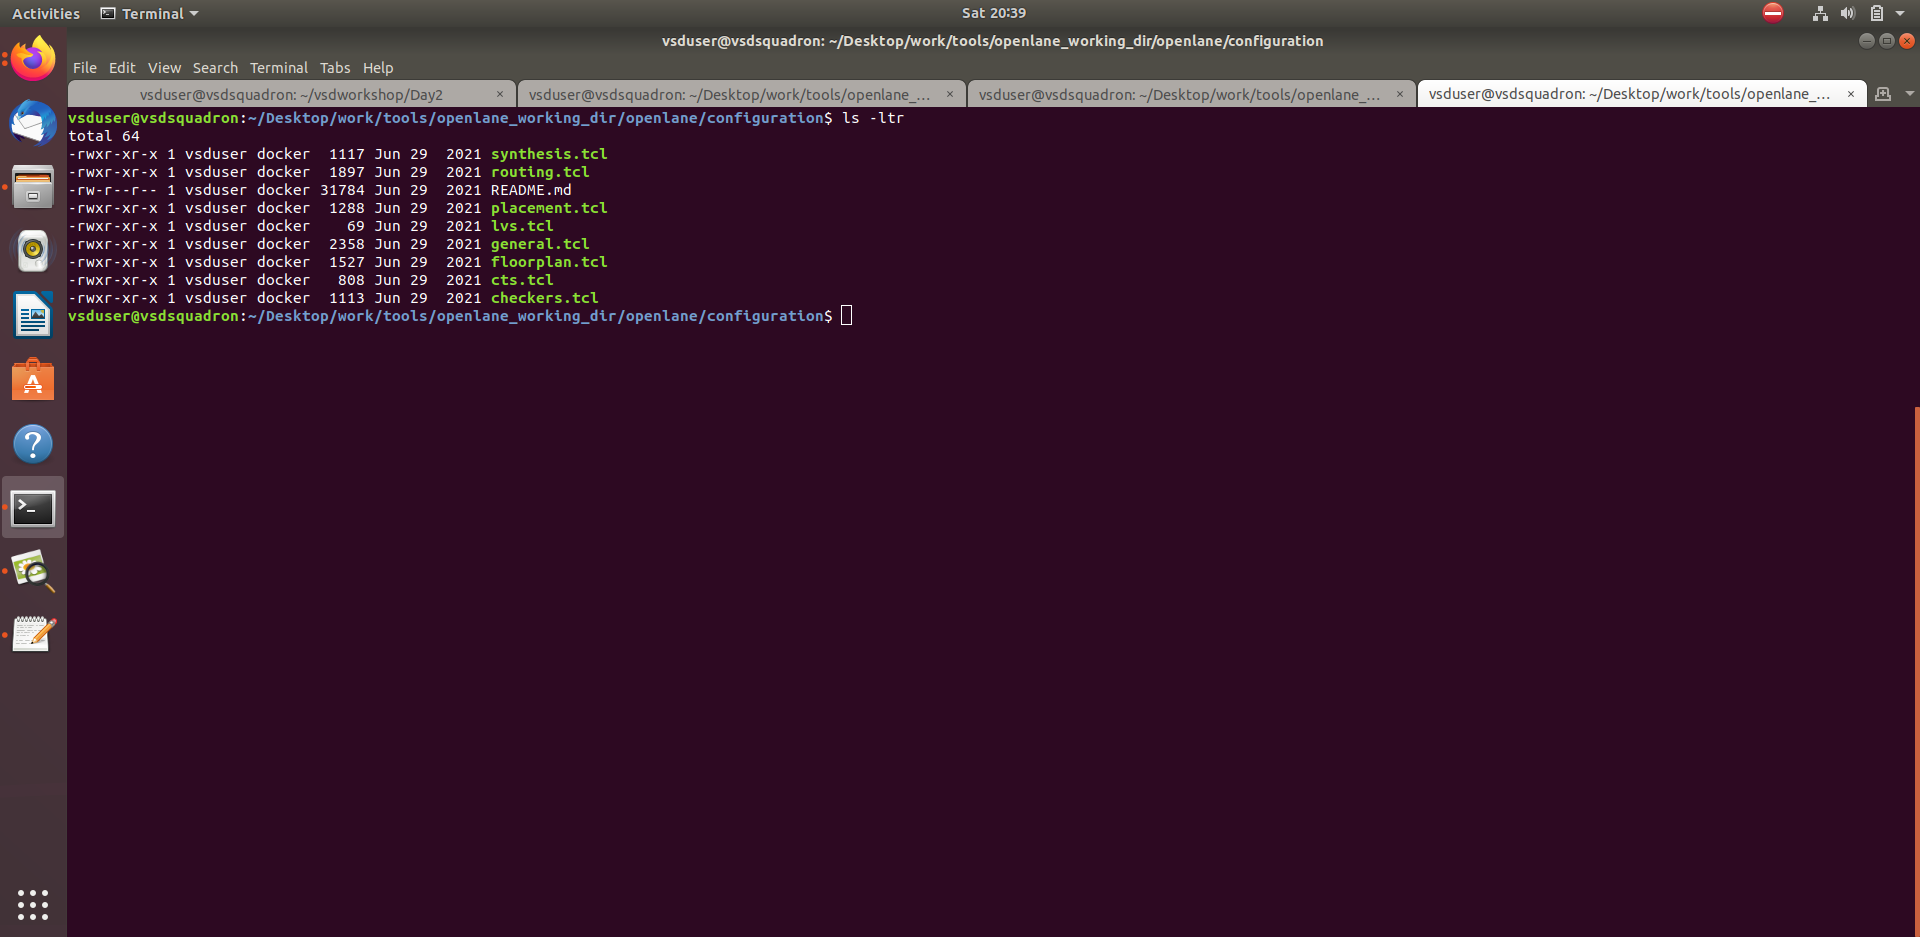 Activities Terminal Sat 20:39
vsduser@vsdsquadron: ~/Desktop/work/tools/openlane_working_dir/openlane/configuration
File Edit View Search Terminal Tabs Help
vsduser@vsdsquadron: ~/vsdworkshop/Day2 × vsduser@vsdsquadron: ~/Desktop/work/tools/openlane_... × vsduser@vsdsquadron: ~/Desktop/work/tools/openlane_... × vsduser@vsdsquadron: ~/Desktop/work/tools/openlane_... ×
vsduser@vsdsquadron:~/Desktop/work/tools/openlane_working_dir/openlane/configuration$ ls -ltr
total 64
-rwxr-xr-x 1 vsduser docker  1117 Jun 29  2021 synthesis.tcl
-rwxr-xr-x 1 vsduser docker  1897 Jun 29  2021 routing.tcl
-rw-r--r-- 1 vsduser docker 31784 Jun 29  2021 README.md
-rwxr-xr-x 1 vsduser docker  1288 Jun 29  2021 placement.tcl
-rwxr-xr-x 1 vsduser docker    69 Jun 29  2021 lvs.tcl
-rwxr-xr-x 1 vsduser docker  2358 Jun 29  2021 general.tcl
-rwxr-xr-x 1 vsduser docker  1527 Jun 29  2021 floorplan.tcl
-rwxr-xr-x 1 vsduser docker   808 Jun 29  2021 cts.tcl
-rwxr-xr-x 1 vsduser docker  1113 Jun 29  2021 checkers.tcl
vsduser@vsdsquadron:~/Desktop/work/tools/openlane_working_dir/openlane/configuration$